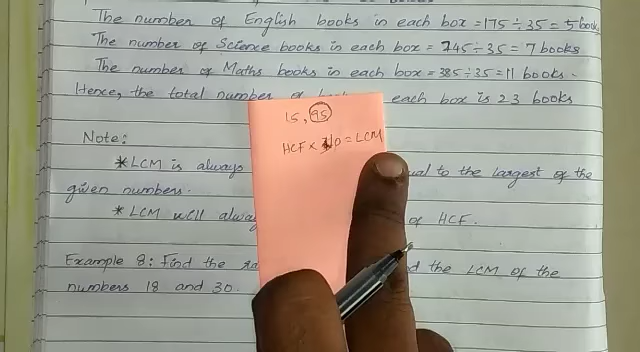 The number of English books in each box = 175 ÷ 35 = 5 books
The number of Science books in each box = 245 ÷ 35 = 7 books
The number of Maths books in each box = 385 ÷ 35 = 11 books.
Hence, the total number of each box is 23 books
15, 95
HCF × = LCM
Note:
* LCM is always to the largest of the
given numbers.
* LCM will of HCF.
Example 8: Find the the LCM of the
numbers 18 and 30.